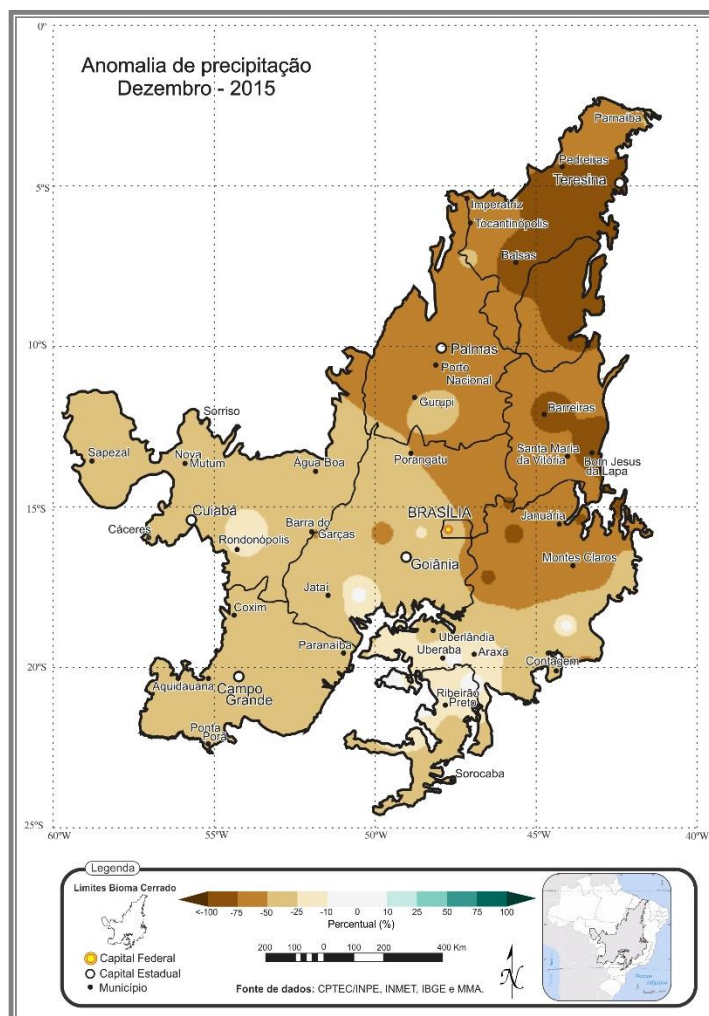 Anomalia de precipitação
Dezembro - 2015
0°
5°S
10°S
15°S
20°S
25°S
60°W
55°W
50°W
45°W
40°W
Parnaíba
Pedreiras
Teresina
Imperatriz
Tocantinópolis
Balsas
Palmas
Porto
Nacional
Gurupi
Barreiras
Sorriso
Sapezal
Nova
Mutum
Água Boa
Porangatu
Santa Maria
da Vitória
Bom Jesus
da Lapa
Cuiabá
BRASÍLIA
Januária
Cáceres
Barra do
Garças
Rondonópolis
Goiânia
Montes Claros
Jataí
Coxim
Paranaíba
Uberlândia
Uberaba
Araxá
Contagem
Aquidauana
Campo
Grande
Ribeirão
Preto
Ponta
Porã
Sorocaba
Legenda
Limites Bioma Cerrado
Capital Federal
Capital Estadual
Município
<-100 -75 -50 -25 -10 0 10 25 50 75 100
Percentual (%)
200 100 0 100 200 400 Km
N
Fonte de dados: CPTEC/INPE, INMET, IBGE e MMA.
Oceano
Atlântico